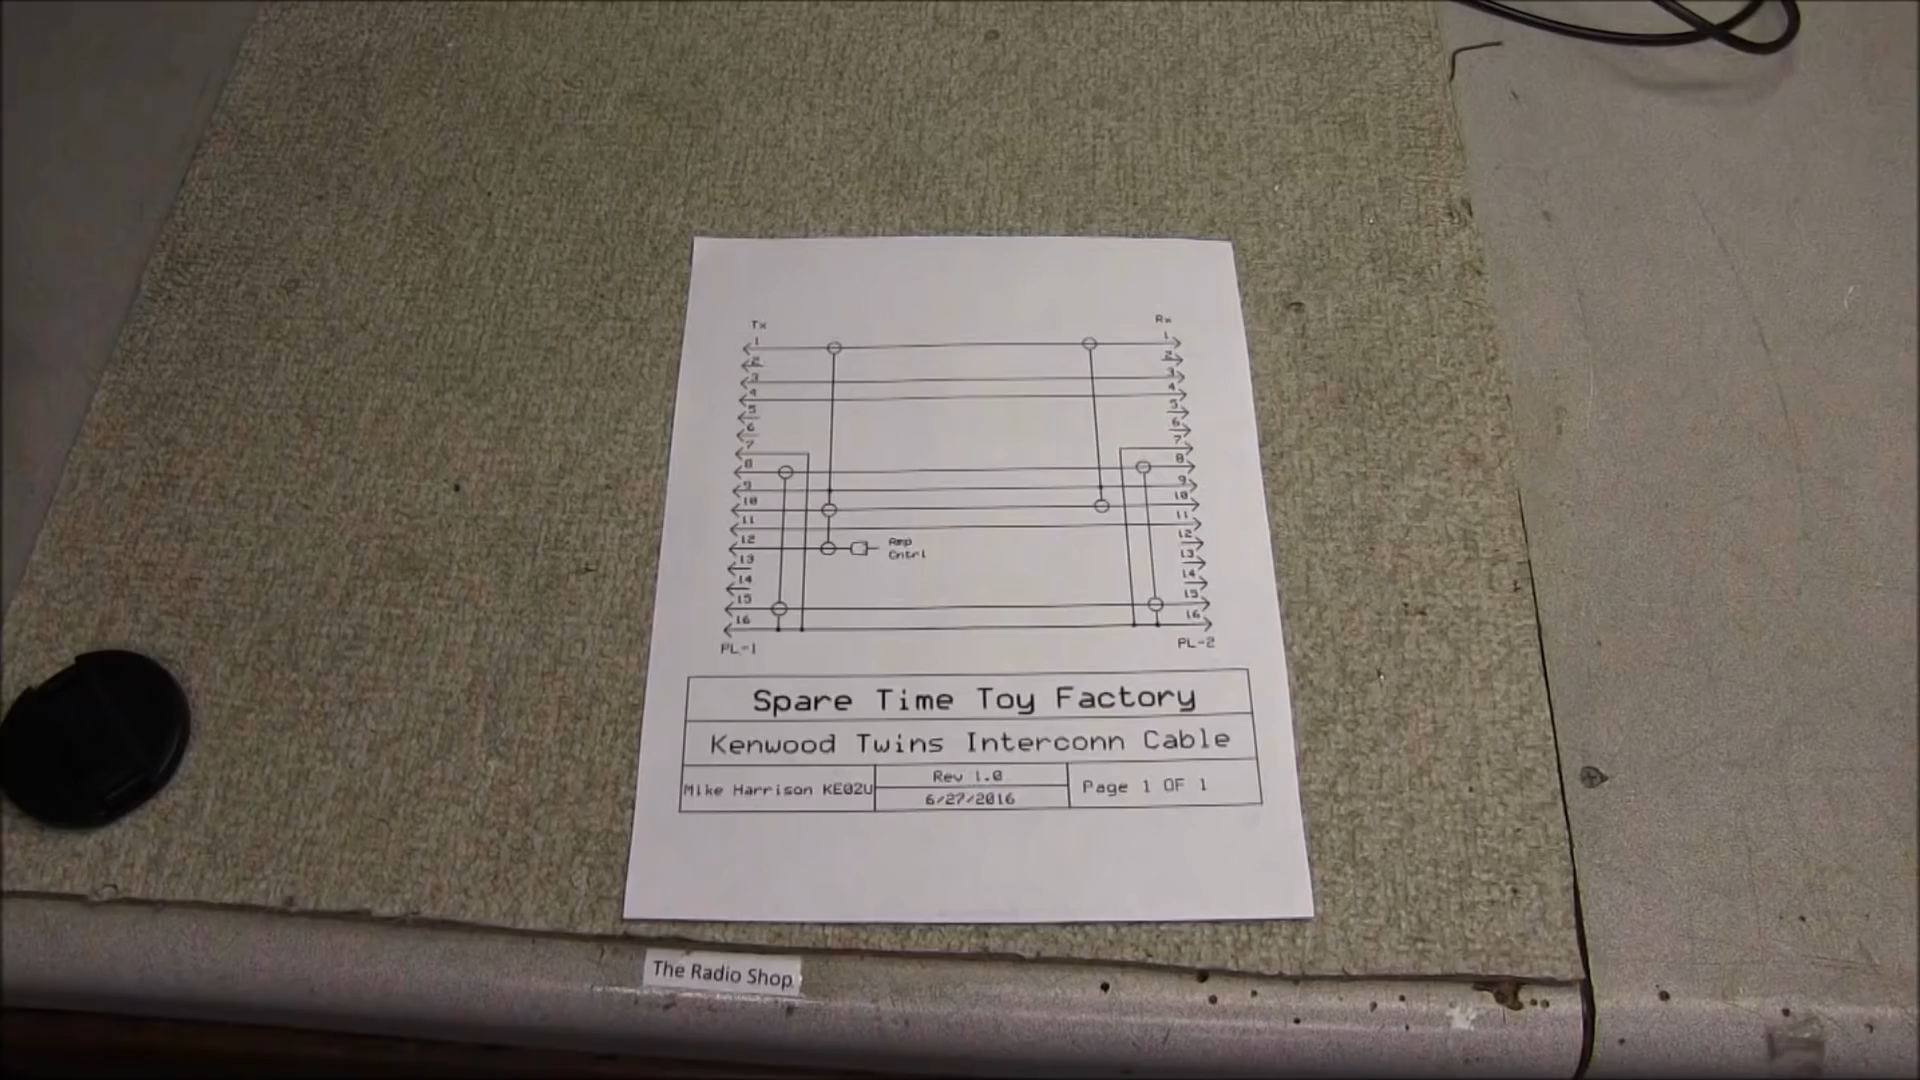 Tx Rx
1 1
2 2
3 3
4 4
5 5
6 6
7 7
8 8
9 9
10 10
11 11
12 Amp 12
Cntrl
13 13
14 14
15 15
16 16
PL-1 PL-2
Spare Time Toy Factory
Kenwood Twins Interconn Cable
Mike Harrison KE02U
Rev 1.0
6/27/2016
Page 1 OF 1
The Radio Shop